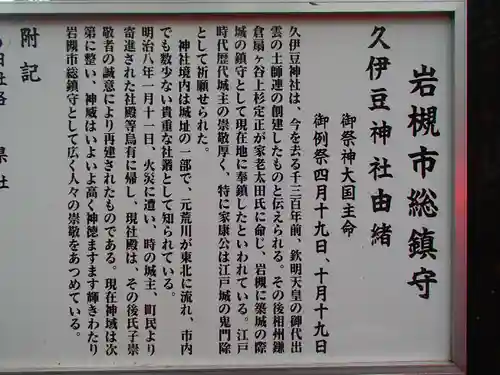 岩槻市総鎮守
久伊豆神社由緒
御祭神大国主命
御例祭四月十九日、十月十九日
久伊豆神社は、今を去る千三百年前、欽明天皇の御代出
雲の土師連の創建したものと伝えられる。その後相州鎌
倉扇ヶ谷上杉定正が家老太田氏に命じ、岩槻に築城の際
城の鎮守として現在地に奉鎮したといわれている。江戸
時代歴代城主の崇敬厚く、特に家康公は江戸城の鬼門除
として祈願せられた。
神社境内は城址の一部で、元荒川が東北に流れ、市内
でも数少ない貴重な社叢として知られている。
明治八年一月十一日、火災に遭い、時の城主、町民より
寄進された社殿等烏有に帰し、現社殿は、その後氏子崇
敬者の誠意により再建されたものである。現在神域は次
第に整い、神威はいよいよ高く神徳ますます輝きわたり
岩槻市総鎮守として広く人々の崇敬をあつめている。
附記